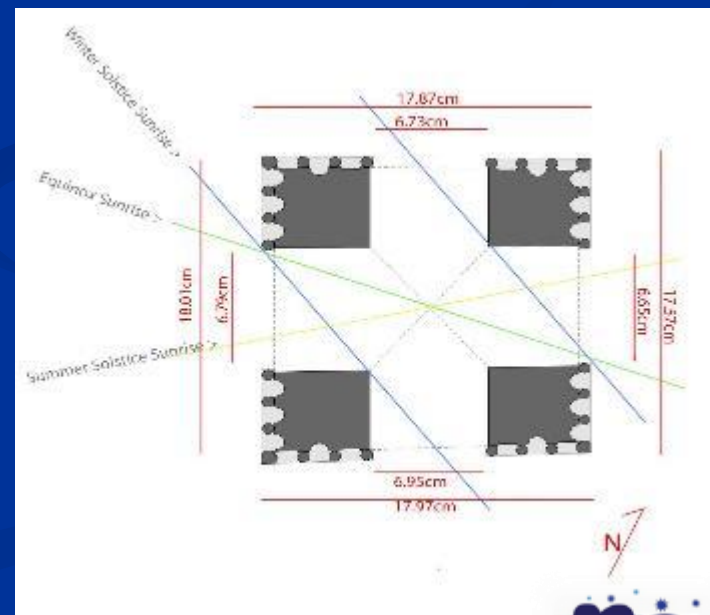 Winter Solstice Sunrise >
17.87cm
6.73cm
Equinox Sunrise >
18.01cm
6.79cm
6.65cm
17.57cm
Summer Solstice Sunrise >
6.95cm
17.97cm
N